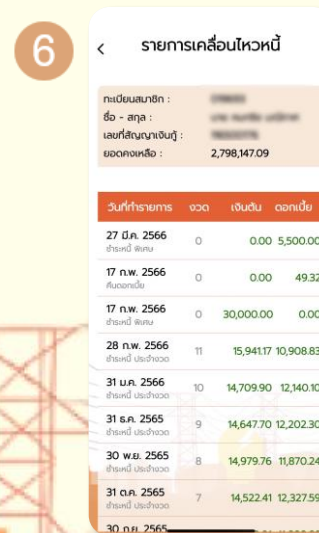 6
< รายการเคลื่อนไหวหนี้
ทะเบียนสมาชิก :
ชื่อ - สกุล :
เลขที่สัญญาเงินกู้ :
ยอดคงเหลือ : 2,798,147.09
วันที่ทำรายการ งวด เงินต้น ดอกเบี้ย
27 มี.ค. 2566 0 0.00 5,500.00
ชำระหนี้ พิเศษ
17 ก.พ. 2566 0 0.00 49.32
คืนดอกเบี้ย
17 ก.พ. 2566 0 30,000.00 0.00
ชำระหนี้ พิเศษ
28 ก.พ. 2566 11 15,941.17 10,908.83
ชำระหนี้ ประจำงวด
31 ม.ค. 2566 10 14,709.90 12,140.10
ชำระหนี้ ประจำงวด
31 ธ.ค. 2565 9 14,647.70 12,202.30
ชำระหนี้ ประจำงวด
30 พ.ย. 2565 8 14,979.76 11,870.24
ชำระหนี้ ประจำงวด
31 ต.ค. 2565 7 14,522.41 12,327.59
ชำระหนี้ ประจำงวด
30 ก.ย. 2565